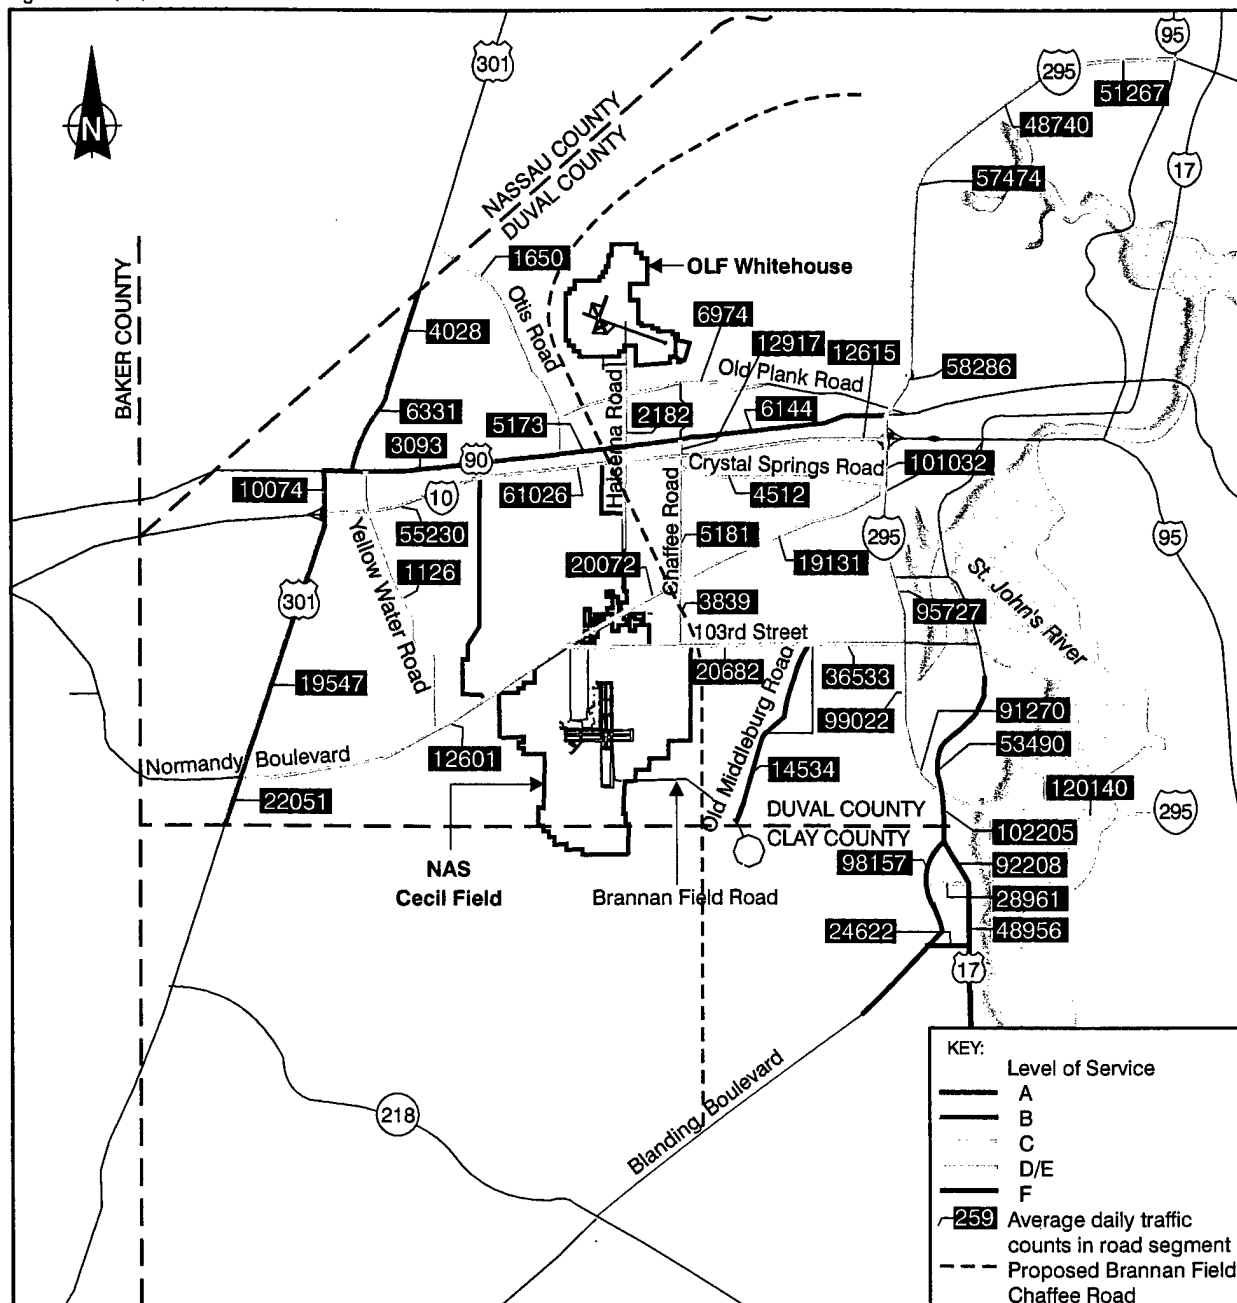 95
301
295
51267
48740
17
57474
NASSAU COUNTY
DUVAL COUNTY
N
1650
OLF Whitehouse
BAKER COUNTY
Otis Road
4028
6974
12917
12615
58286
Old Plank Road
6331
5173
2182
6144
3093
Halsema Road
90
Crystal Springs Road
101032
10074
10
61026
4512
55230
Chaffee Road
5181
295
95
Yellow Water Road
1126
20072
19131
St. John's River
301
3839
95727
103rd Street
19547
20682
36533
Old Middleburg Road
99022
91270
53490
Normandy Boulevard
12601
14534
120140
22051
DUVAL COUNTY
CLAY COUNTY
102205
295
NAS
Cecil Field
98157
92208
Brannan Field Road
28961
24622
48956
17
KEY:
Level of Service
A
B
C
D/E
F
259 Average daily traffic
counts in road segment
Proposed Brannan Field
Chaffee Road
218
Blanding Boulevard